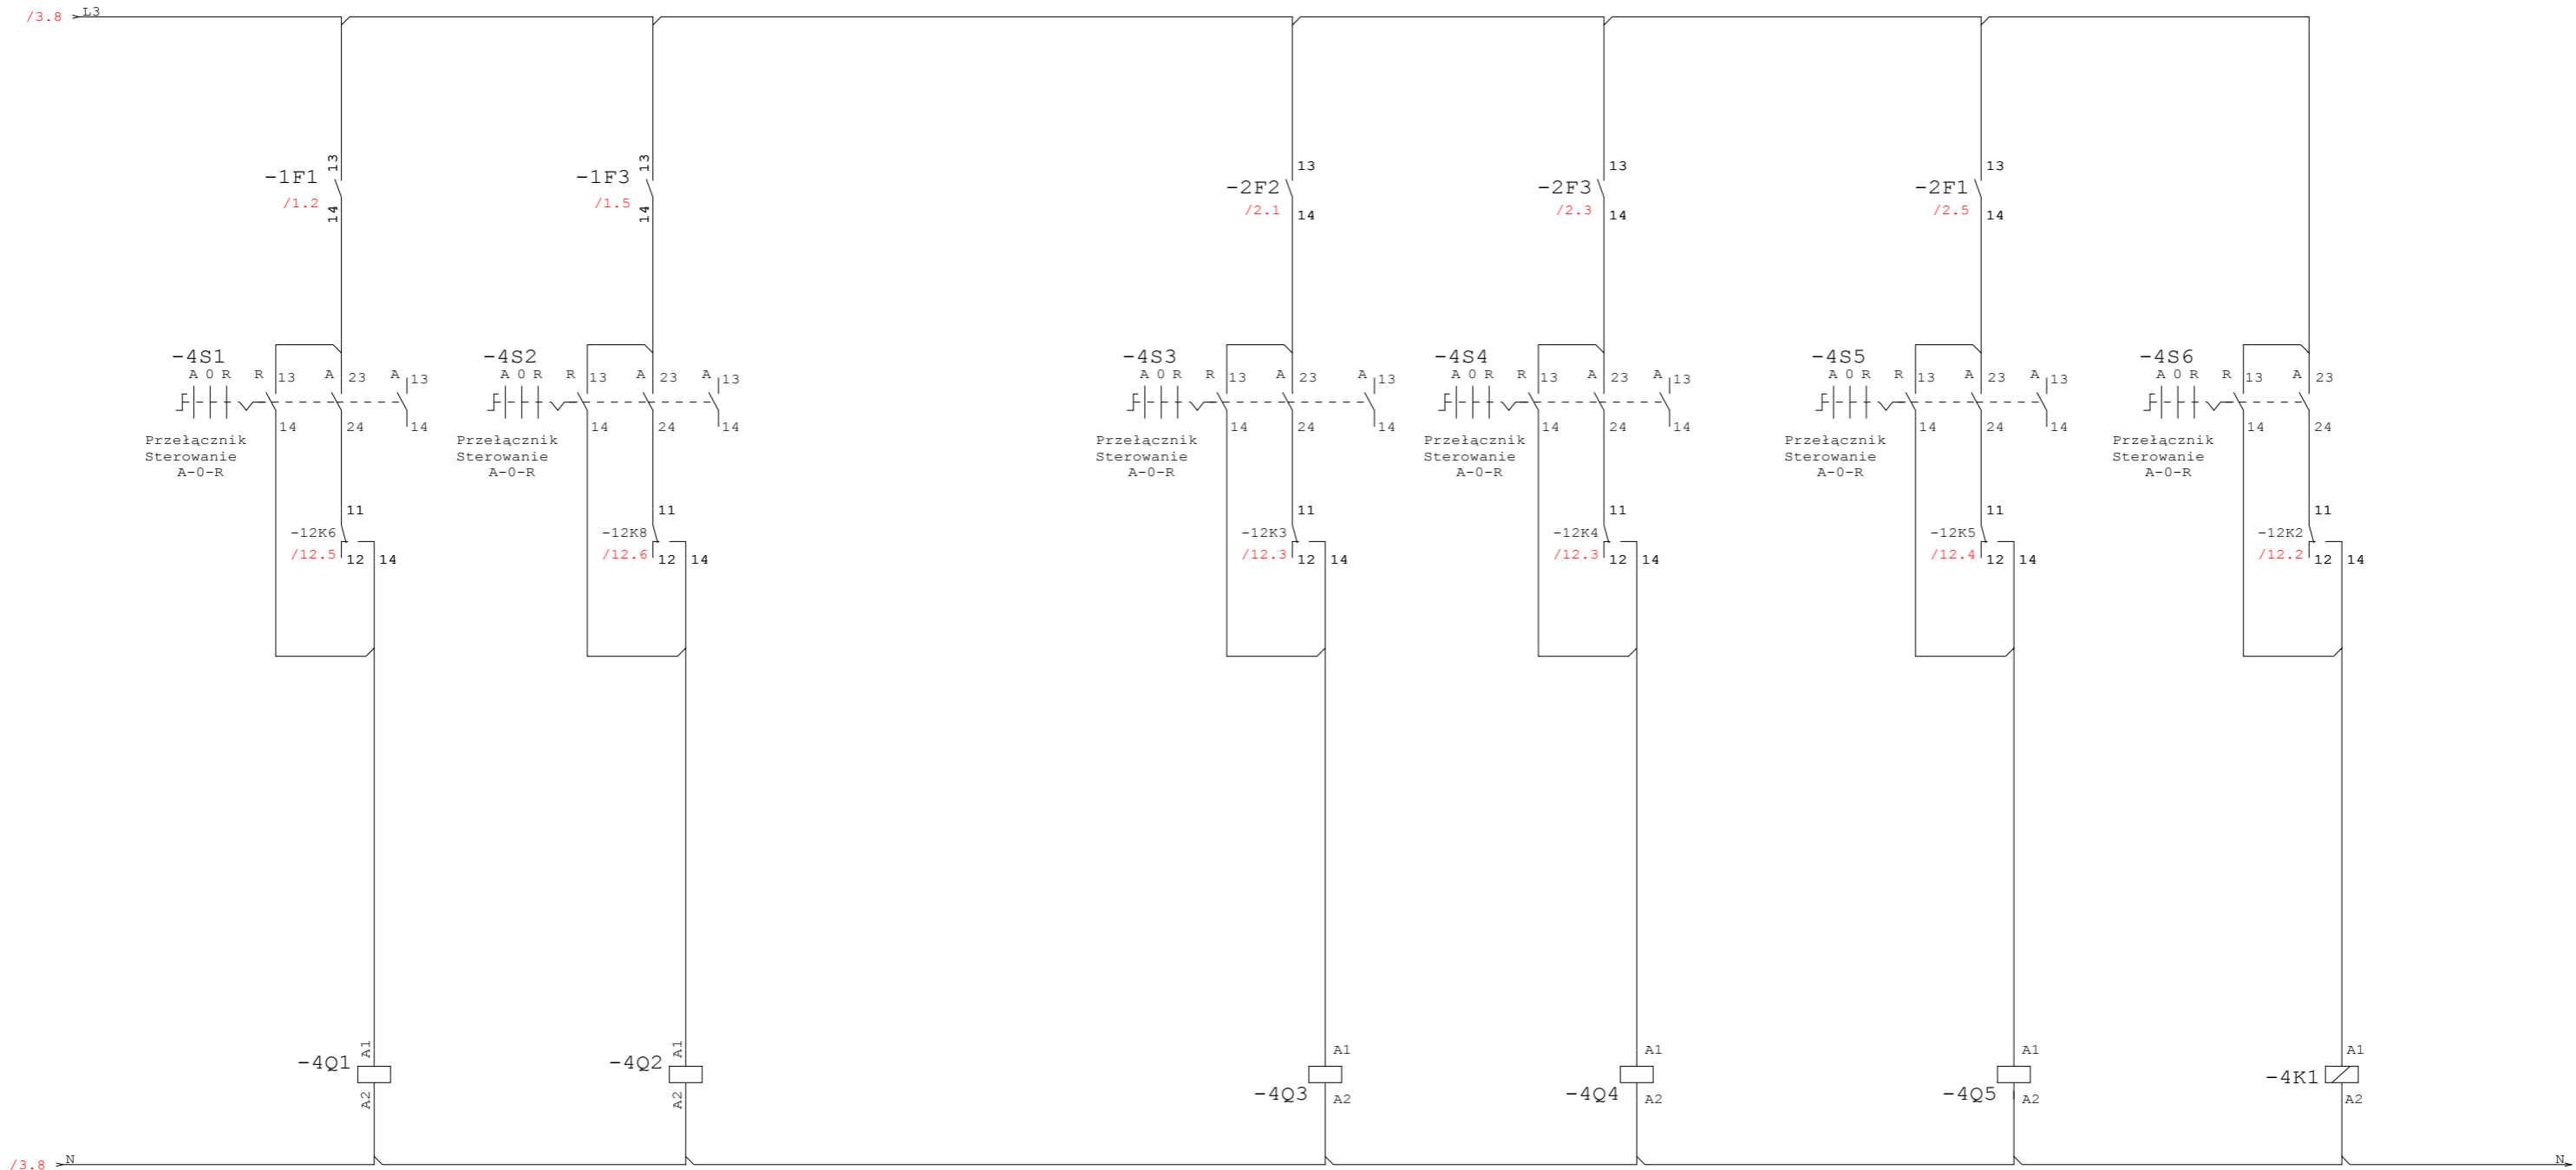 /3.8 L3
-1F1 13
/1.2 14
-1F3 13
/1.5 14
-2F2 13
/2.1 14
-2F3 13
/2.3 14
-2F1 13
/2.5 14
-4S1
A 0 R R 13 A 23 A 13
14 24 14
Przełącznik
Sterowanie
A-0-R
-4S2
A 0 R R 13 A 23 A 13
14 24 14
Przełącznik
Sterowanie
A-0-R
-4S3
A 0 R R 13 A 23 A 13
14 24 14
Przełącznik
Sterowanie
A-0-R
-4S4
A 0 R R 13 A 23 A 13
14 24 14
Przełącznik
Sterowanie
A-0-R
-4S5
A 0 R R 13 A 23 A 13
14 24 14
Przełącznik
Sterowanie
A-0-R
-4S6
A 0 R R 13 A 23
14 24
Przełącznik
Sterowanie
A-0-R
11
-12K6
/12.5 12 14
11
-12K8
/12.6 12 14
11
-12K3
/12.3 12 14
11
-12K4
/12.3 12 14
11
-12K5
/12.4 12 14
11
-12K2
/12.2 12 14
A1
-4Q1
A2
A1
-4Q2
A2
A1
-4Q3 A2
A1
-4Q4 A2
A1
-4Q5 A2
A1
-4K1
A2
/3.8 N N